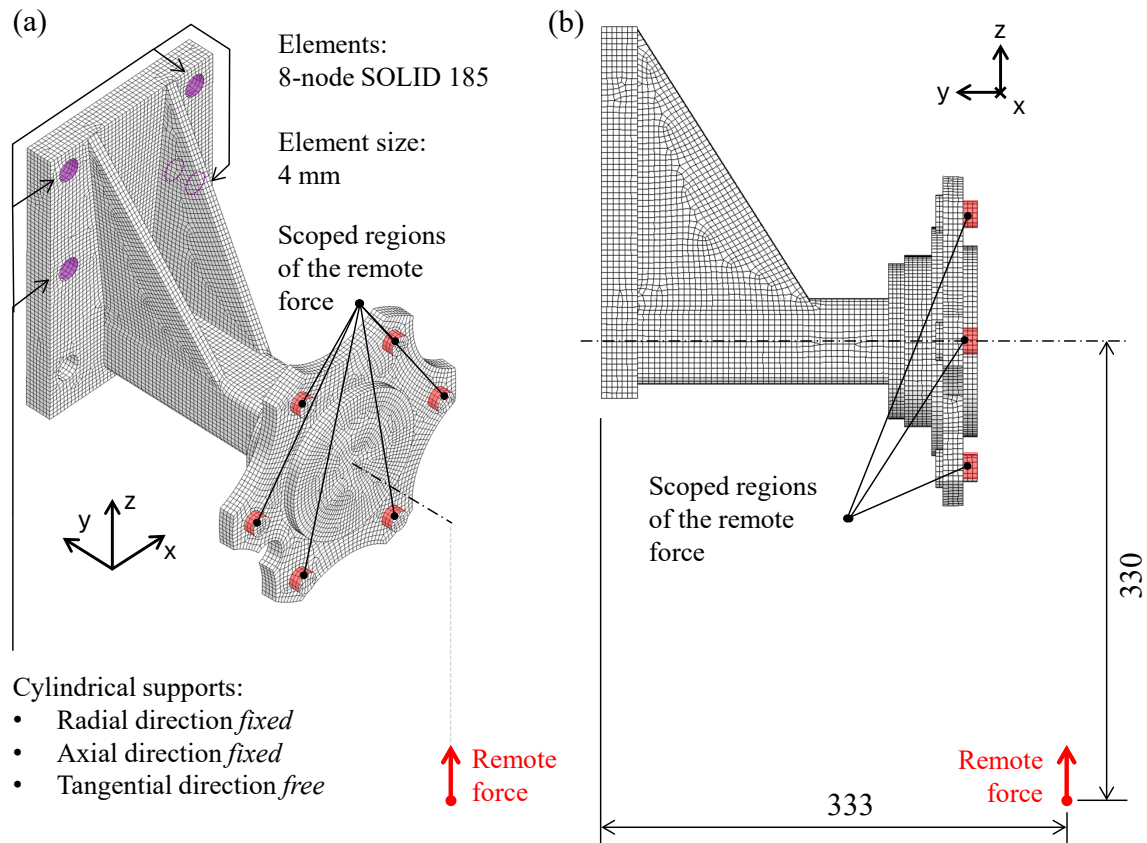 (a)
Elements:
8-node SOLID 185
Element size:
4 mm
Scoped regions
of the remote
force
z
y
x
Cylindrical supports:
• Radial direction fixed
• Axial direction fixed
• Tangential direction free
Remote
force
(b)
z
y
x
Scoped regions
of the remote
force
330
Remote
force
333